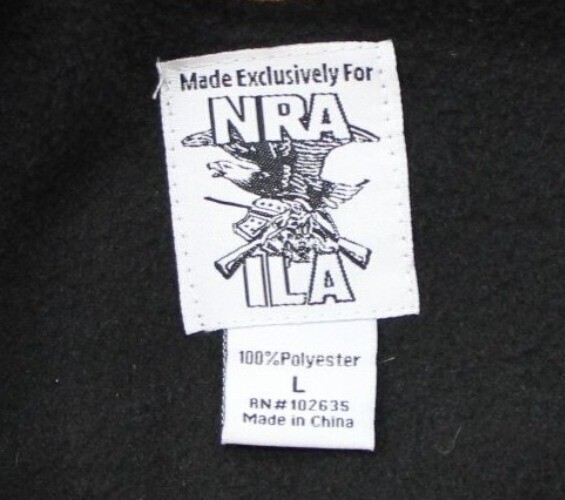 Made Exclusively For
NRA
ILA
100%Polyester
L
RN#102635
Made in China